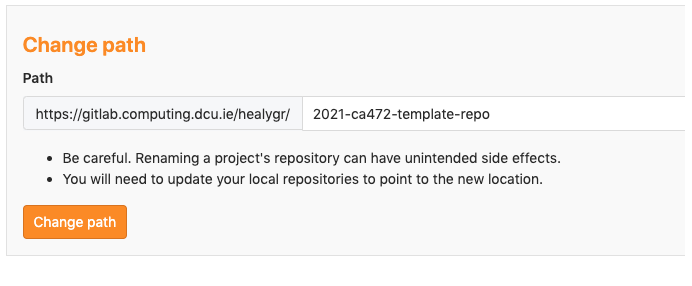 Change path
Path
https://gitlab.computing.dcu.ie/healygr/ 2021-ca472-template-repo
• Be careful. Renaming a project's repository can have unintended side effects.
• You will need to update your local repositories to point to the new location.
Change path